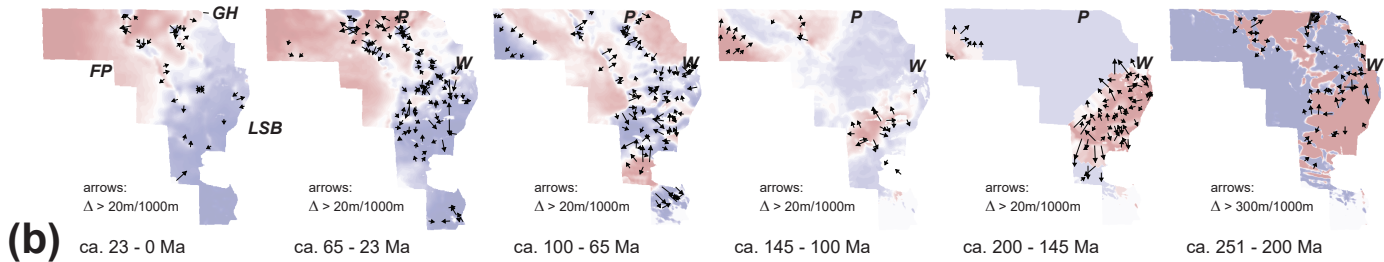 GH
P
P
P
P
P
FP
W
W
W
W
W
LSB
arrows:
Δ > 20m/1000m
arrows:
Δ > 20m/1000m
arrows:
Δ > 20m/1000m
arrows:
Δ > 20m/1000m
arrows:
Δ > 20m/1000m
arrows:
Δ > 300m/1000m
(b)
ca. 23 - 0 Ma
ca. 65 - 23 Ma
ca. 100 - 65 Ma
ca. 145 - 100 Ma
ca. 200 - 145 Ma
ca. 251 - 200 Ma